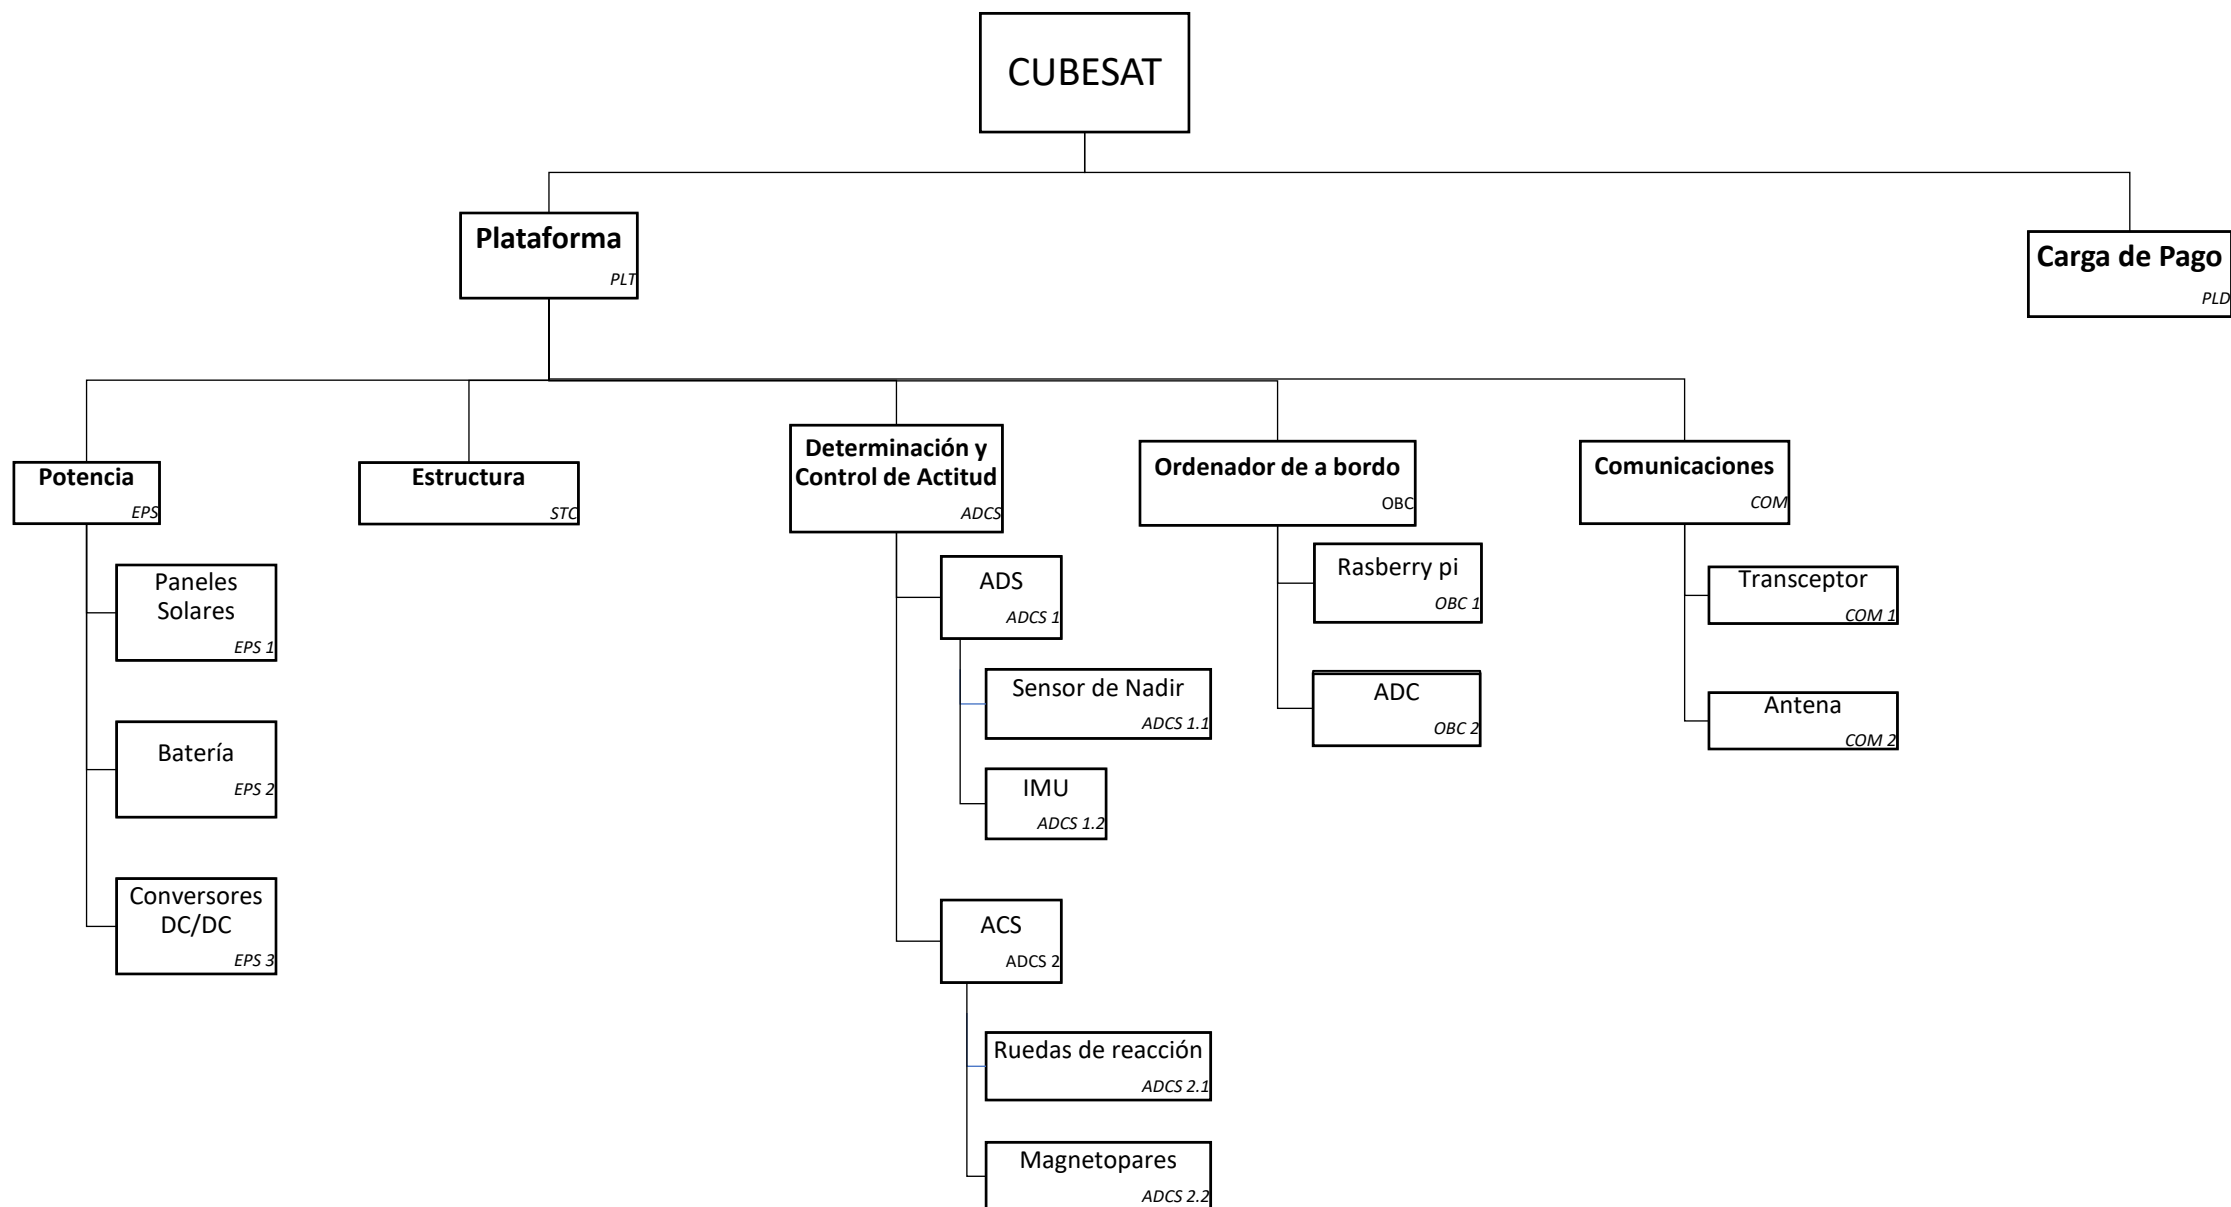 CUBESAT
Plataforma
PLT
Carga de Pago
PLD
Potencia
EPS
Estructura
STC
Determinación y
Control de Actitud
ADCS
Ordenador de a bordo
OBC
Comunicaciones
COM
Paneles
Solares
EPS 1
Batería
EPS 2
Conversores
DC/DC
EPS 3
ADS
ADCS 1
Sensor de Nadir
ADCS 1.1
IMU
ADCS 1.2
ACS
ADCS 2
Ruedas de reacción
ADCS 2.1
Magnetopares
ADCS 2.2
Rasberry pi
OBC 1
ADC
OBC 2
Transceptor
COM 1
Antena
COM 2